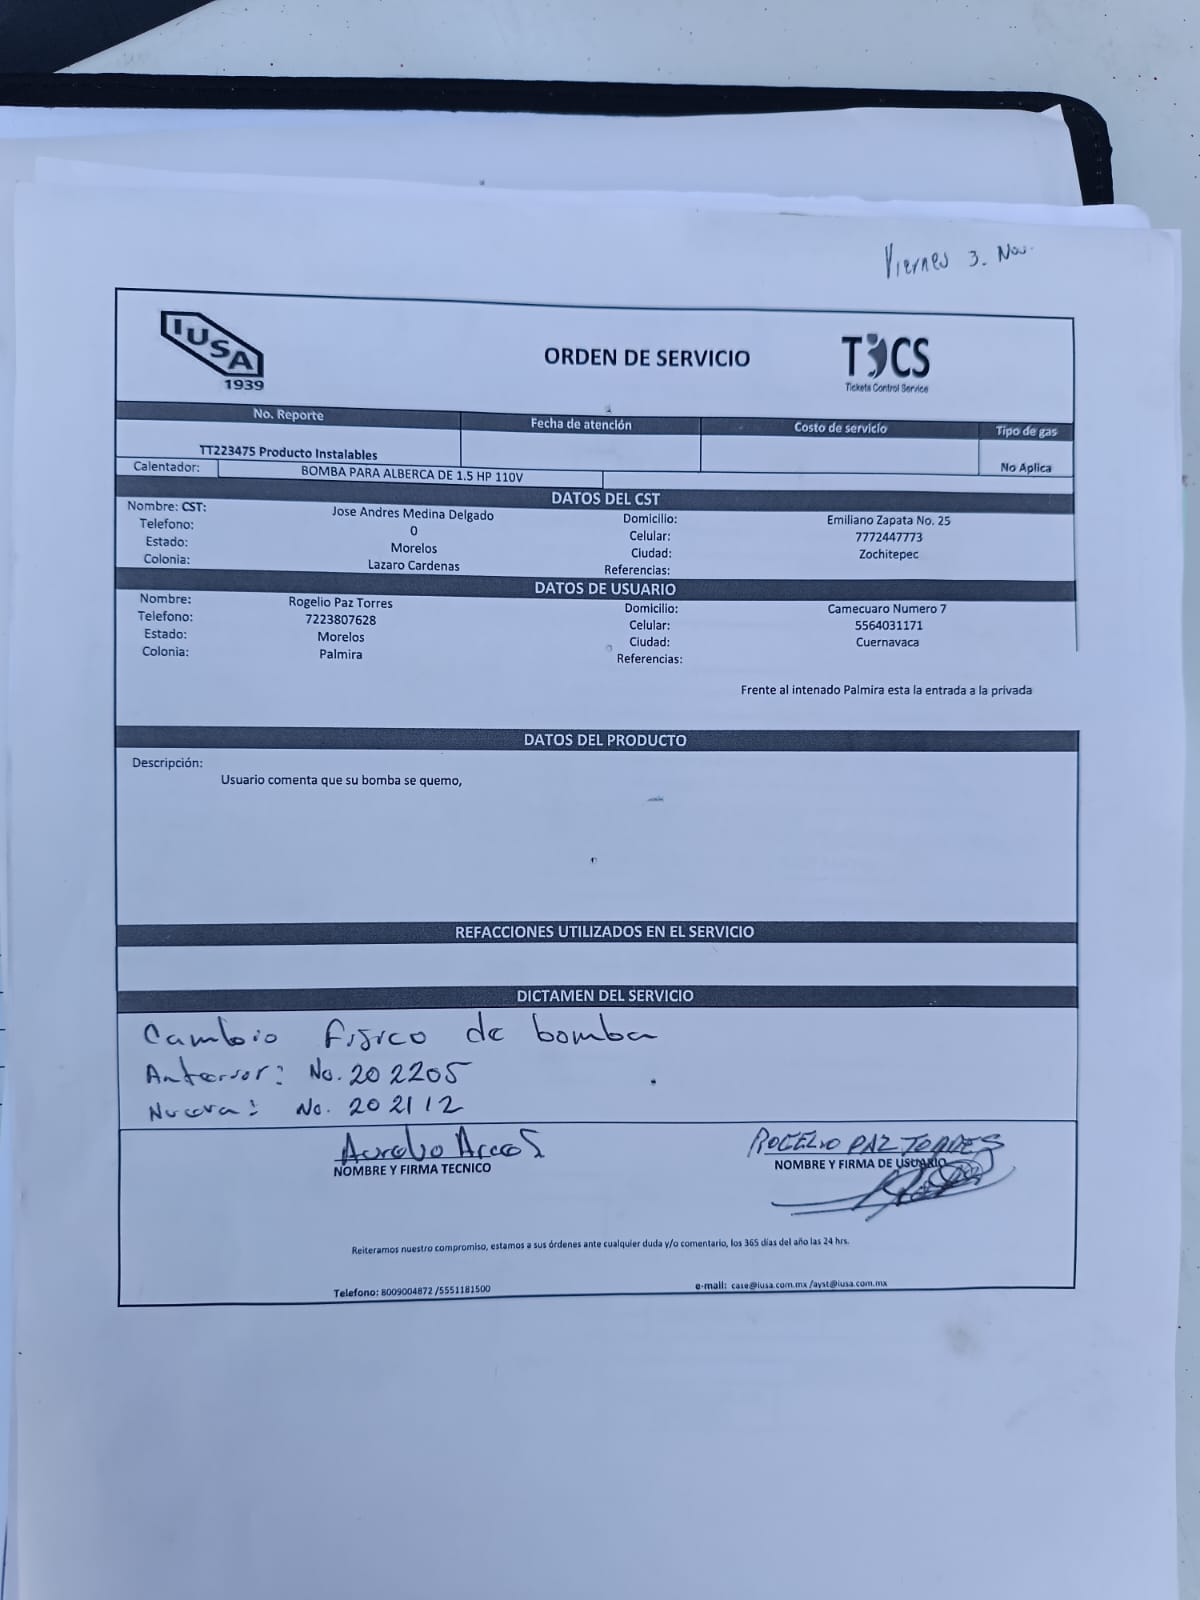 Viernes 3. Nov.
IUSA
1939
ORDEN DE SERVICIO
TCS
Tickets Control Service
No. Reporte Fecha de atención Costo de servicio Tipo de gas
TT223475 Producto Instalables No Aplica
Calentador: BOMBA PARA ALBERCA DE 1.5 HP 110V
DATOS DEL CST
Nombre: CST: Jose Andres Medina Delgado Domicilio: Emiliano Zapata No. 25
Telefono: 0 Celular: 7772447773
Estado: Morelos Ciudad: Zochitepec
Colonia: Lazaro Cardenas Referencias:
DATOS DE USUARIO
Nombre: Rogelio Paz Torres Domicilio: Camecuaro Numero 7
Telefono: 7223807628 Celular: 5564031171
Estado: Morelos Ciudad: Cuernavaca
Colonia: Palmira Referencias:
Frente al intenado Palmira esta la entrada a la privada
DATOS DEL PRODUCTO
Descripción:
Usuario comenta que su bomba se quemo,
REFACCIONES UTILIZADOS EN EL SERVICIO
DICTAMEN DEL SERVICIO
Cambio fisico de bomba
Anterior: No. 202205
Nueva: No. 202112
ROGELIO PAZ TORRES
NOMBRE Y FIRMA TECNICO NOMBRE Y FIRMA DE USUARIO
Reiteramos nuestro compromiso, estamos a sus órdenes ante cualquier duda y/o comentario, los 365 días del año las 24 hrs.
Telefono: 8009004872 /5551181500 e-mail: case@iusa.com.mx /ayst@iusa.com.mx